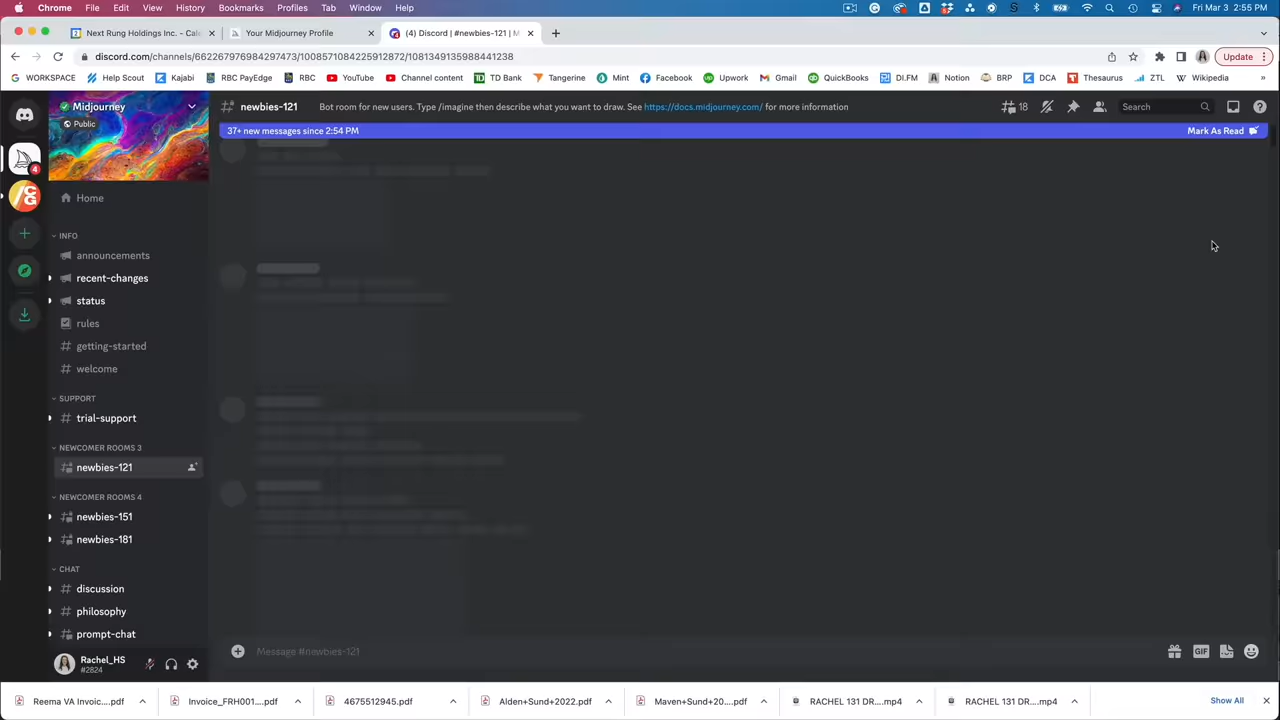 Chrome File Edit View History Bookmarks Profiles Tab Window Help Fri Mar 3 2:55 PM
Next Rung Holdings Inc. - Cale Your Midjourney Profile (4) Discord | #newbies-121 | M
discord.com/channels/662267976984297473/1008571084225912872/1081349135988441238 Update
WORKSPACE Help Scout Kajabi RBC PayEdge RBC YouTube Channel content TD Bank Tangerine Mint Facebook Upwork Gmail QuickBooks DI.FM Notion BRP DCA Thesaurus ZTL Wikipedia »
Midjourney
Public
newbies-121 Bot room for new users. Type /imagine then describe what you want to draw. See https://docs.midjourney.com/ for more information 18 Search
37+ new messages since 2:54 PM Mark As Read
4
Home
INFO
announcements
recent-changes
status
rules
getting-started
welcome
SUPPORT
trial-support
NEWCOMER ROOMS 3
newbies-121
NEWCOMER ROOMS 4
newbies-151
newbies-181
CHAT
discussion
philosophy
prompt-chat
Message #newbies-121 GIF
Rachel_HS
#2824
Reema VA Invoic....pdf Invoice_FRH001....pdf 4675512945.pdf Alden+Sund+2022.pdf Maven+Sund+20....pdf RACHEL 131 DR....mp4 RACHEL 131 DR....mp4 Show All